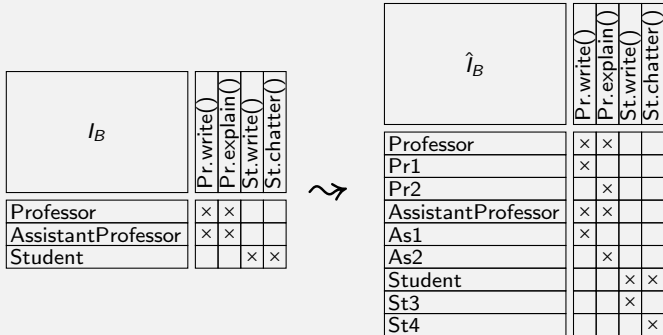 I_B
Pr.write()
Pr.explain()
St.write()
St.chatter()
Professor × ×
AssistantProfessor × ×
Student × ×
⇝
Î_B
Pr.write()
Pr.explain()
St.write()
St.chatter()
Professor × ×
Pr1 ×
Pr2 ×
AssistantProfessor × ×
As1 ×
As2 ×
Student × ×
St3 ×
St4 ×